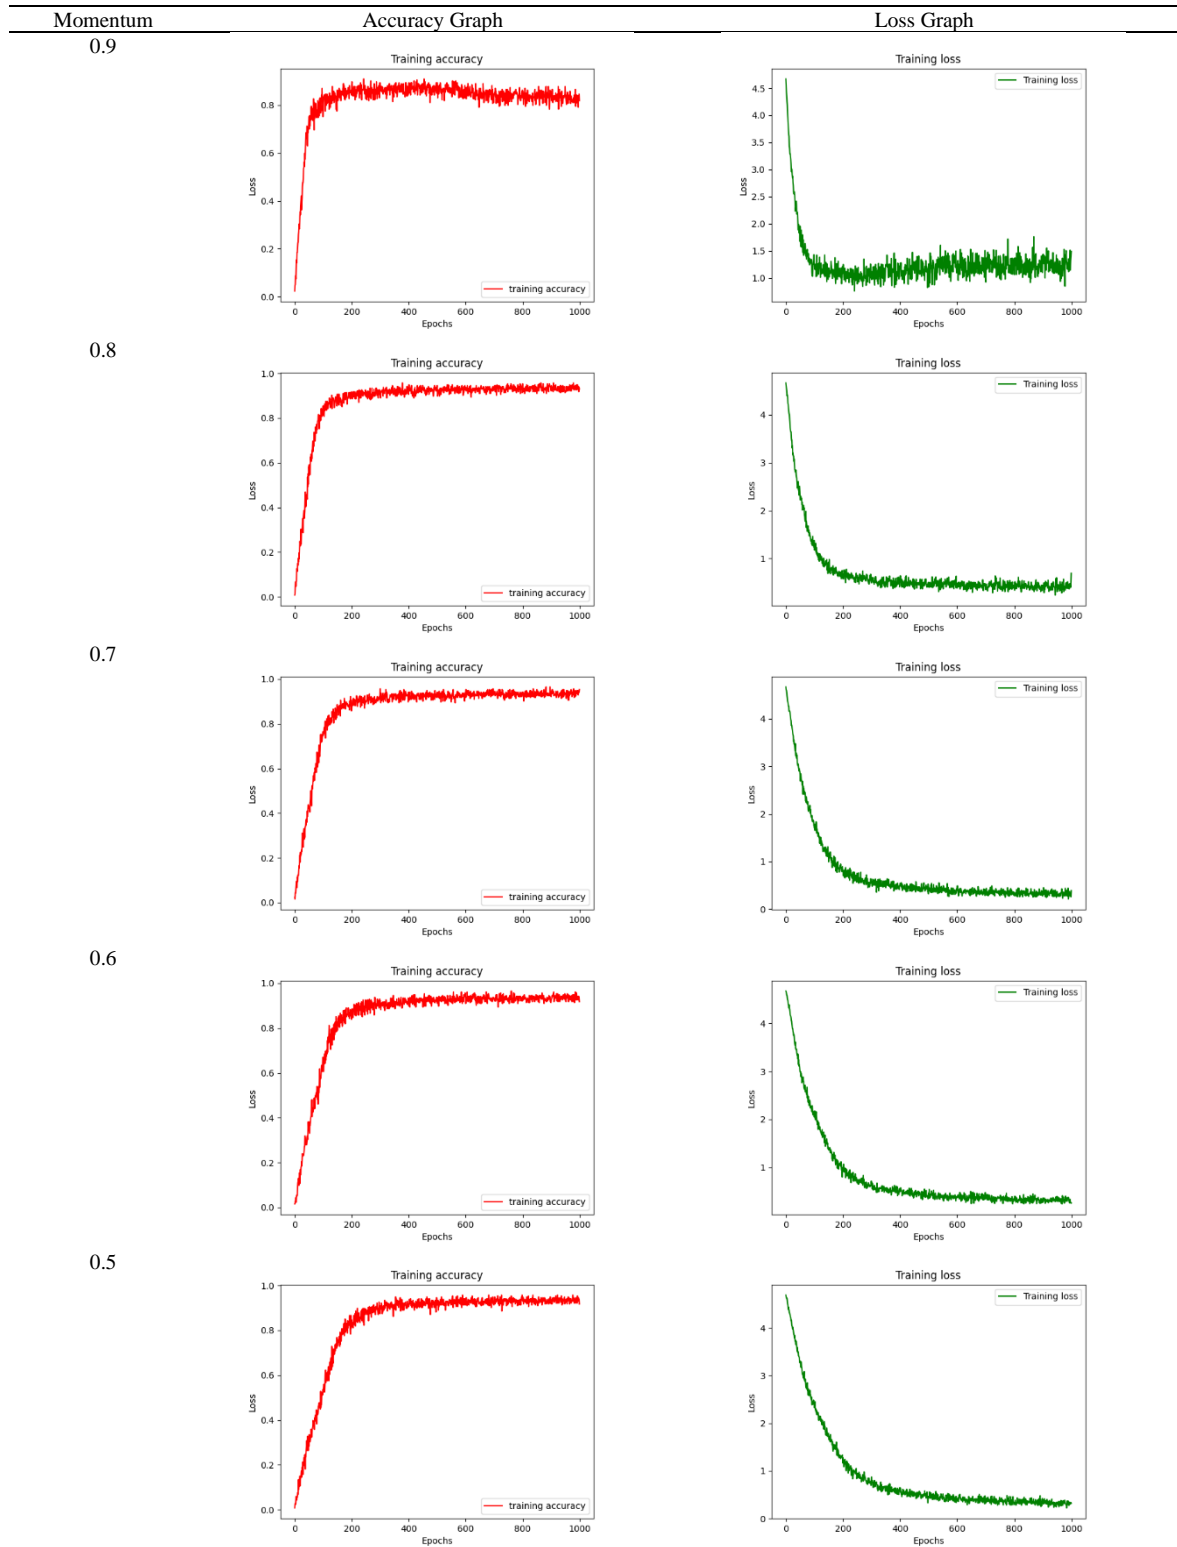 Momentum Accuracy Graph Loss Graph
0.9
Training accuracy
Loss
0.8
0.6
0.4
0.2
0.0
training accuracy
0 200 400 600 800 1000
Epochs
Training loss
Training loss
Loss
4.5
4.0
3.5
3.0
2.5
2.0
1.5
1.0
0 200 400 600 800 1000
Epochs
0.8
Training accuracy
Loss
1.0
0.8
0.6
0.4
0.2
0.0
training accuracy
0 200 400 600 800 1000
Epochs
Training loss
Training loss
Loss
4
3
2
1
0 200 400 600 800 1000
Epochs
0.7
Training accuracy
Loss
1.0
0.8
0.6
0.4
0.2
0.0
training accuracy
0 200 400 600 800 1000
Epochs
Training loss
Training loss
Loss
4
3
2
1
0
0 200 400 600 800 1000
Epochs
0.6
Training accuracy
Loss
1.0
0.8
0.6
0.4
0.2
0.0
training accuracy
0 200 400 600 800 1000
Epochs
Training loss
Training loss
Loss
4
3
2
1
0 200 400 600 800 1000
Epochs
0.5
Training accuracy
Loss
1.0
0.8
0.6
0.4
0.2
0.0
training accuracy
0 200 400 600 800 1000
Epochs
Training loss
Training loss
Loss
4
3
2
1
0
0 200 400 600 800 1000
Epochs